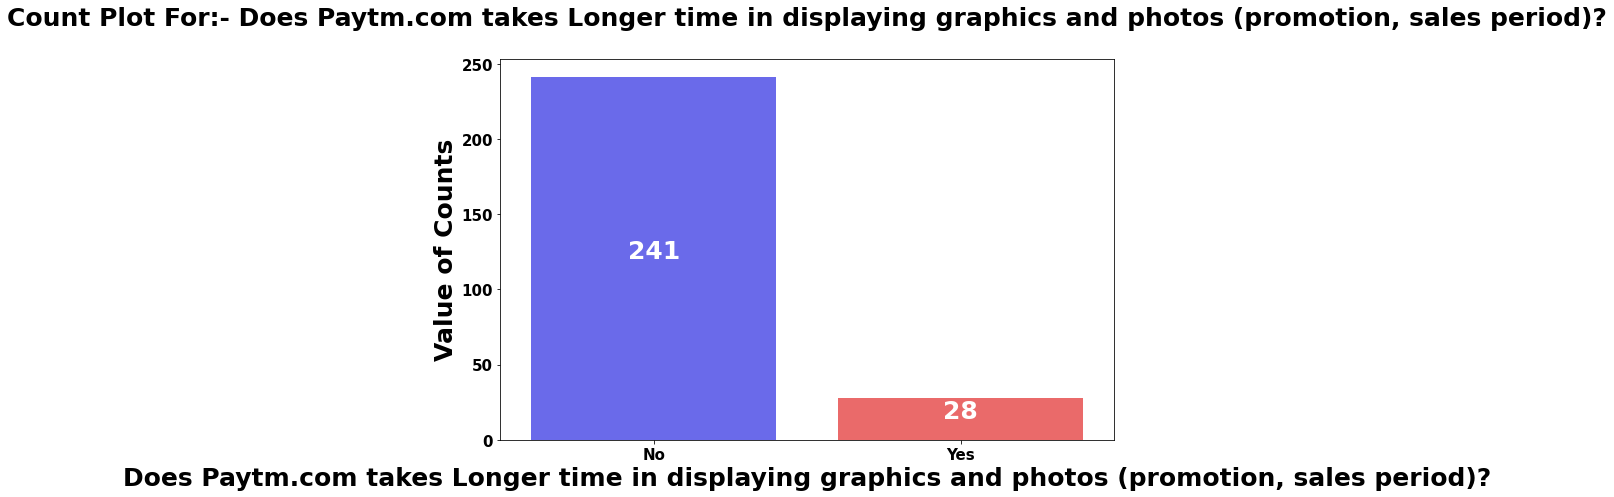 Count Plot For:- Does Paytm.com takes Longer time in displaying graphics and photos (promotion, sales period)?
250
200
150
100
50
0
Value of Counts
241
28
No
Yes
Does Paytm.com takes Longer time in displaying graphics and photos (promotion, sales period)?